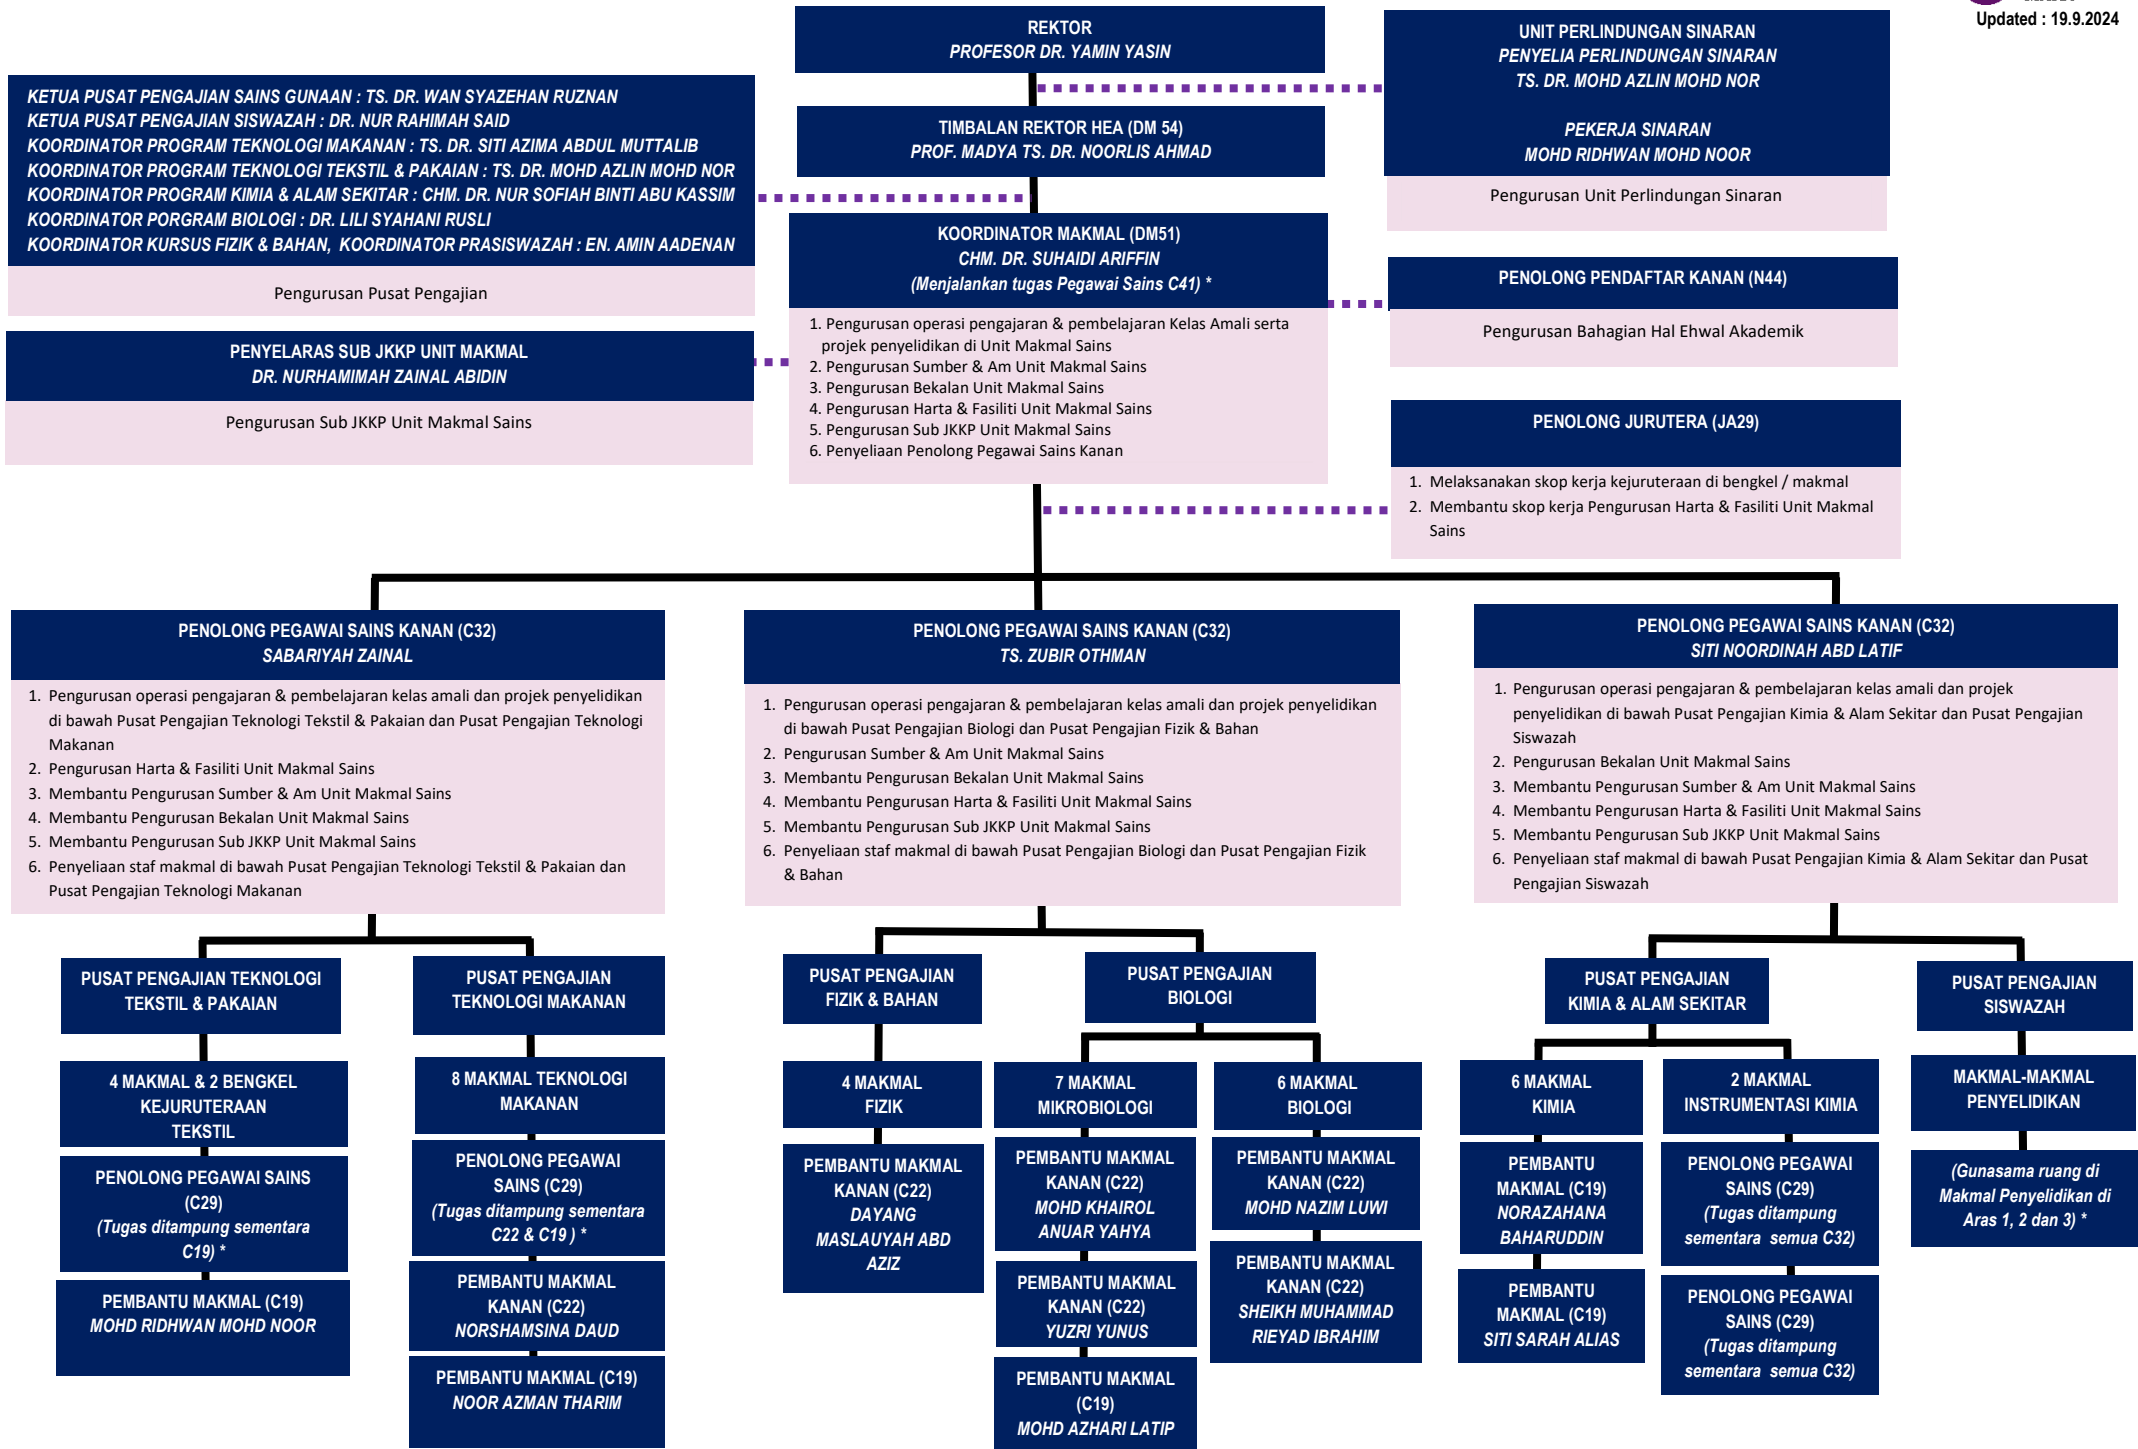 Updated : 19.9.2024
REKTOR
PROFESOR DR. YAMIN YASIN
UNIT PERLINDUNGAN SINARAN
PENYELIA PERLINDUNGAN SINARAN
TS. DR. MOHD AZLIN MOHD NOR
PEKERJA SINARAN
MOHD RIDHWAN MOHD NOOR
Pengurusan Unit Perlindungan Sinaran
KETUA PUSAT PENGAJIAN SAINS GUNAAN : TS. DR. WAN SYAZEHAN RUZNAN
KETUA PUSAT PENGAJIAN SISWAZAH : DR. NUR RAHIMAH SAID
KOORDINATOR PROGRAM TEKNOLOGI MAKANAN : TS. DR. SITI AZIMA ABDUL MUTTALIB
KOORDINATOR PROGRAM TEKNOLOGI TEKSTIL & PAKAIAN : TS. DR. MOHD AZLIN MOHD NOR
KOORDINATOR PROGRAM KIMIA & ALAM SEKITAR : CHM. DR. NUR SOFIAH BINTI ABU KASSIM
KOORDINATOR PORGRAM BIOLOGI : DR. LILI SYAHANI RUSLI
KOORDINATOR KURSUS FIZIK & BAHAN, KOORDINATOR PRASISWAZAH : EN. AMIN AADENAN
Pengurusan Pusat Pengajian
TIMBALAN REKTOR HEA (DM 54)
PROF. MADYA TS. DR. NOORLIS AHMAD
KOORDINATOR MAKMAL (DM51)
CHM. DR. SUHAIDI ARIFFIN
(Menjalankan tugas Pegawai Sains C41) *
1. Pengurusan operasi pengajaran & pembelajaran Kelas Amali serta
projek penyelidikan di Unit Makmal Sains
2. Pengurusan Sumber & Am Unit Makmal Sains
3. Pengurusan Bekalan Unit Makmal Sains
4. Pengurusan Harta & Fasiliti Unit Makmal Sains
5. Pengurusan Sub JKKP Unit Makmal Sains
6. Penyeliaan Penolong Pegawai Sains Kanan
PENOLONG PENDAFTAR KANAN (N44)
Pengurusan Bahagian Hal Ehwal Akademik
PENYELARAS SUB JKKP UNIT MAKMAL
DR. NURHAMIMAH ZAINAL ABIDIN
Pengurusan Sub JKKP Unit Makmal Sains
PENOLONG JURUTERA (JA29)
1. Melaksanakan skop kerja kejuruteraan di bengkel / makmal
2. Membantu skop kerja Pengurusan Harta & Fasiliti Unit Makmal
Sains
PENOLONG PEGAWAI SAINS KANAN (C32)
SABARIYAH ZAINAL
1. Pengurusan operasi pengajaran & pembelajaran kelas amali dan projek penyelidikan
di bawah Pusat Pengajian Teknologi Tekstil & Pakaian dan Pusat Pengajian Teknologi
Makanan
2. Pengurusan Harta & Fasiliti Unit Makmal Sains
3. Membantu Pengurusan Sumber & Am Unit Makmal Sains
4. Membantu Pengurusan Bekalan Unit Makmal Sains
5. Membantu Pengurusan Sub JKKP Unit Makmal Sains
6. Penyeliaan staf makmal di bawah Pusat Pengajian Teknologi Tekstil & Pakaian dan
Pusat Pengajian Teknologi Makanan
PENOLONG PEGAWAI SAINS KANAN (C32)
TS. ZUBIR OTHMAN
1. Pengurusan operasi pengajaran & pembelajaran kelas amali dan projek penyelidikan
di bawah Pusat Pengajian Biologi dan Pusat Pengajian Fizik & Bahan
2. Pengurusan Sumber & Am Unit Makmal Sains
3. Membantu Pengurusan Bekalan Unit Makmal Sains
4. Membantu Pengurusan Harta & Fasiliti Unit Makmal Sains
5. Membantu Pengurusan Sub JKKP Unit Makmal Sains
6. Penyeliaan staf makmal di bawah Pusat Pengajian Biologi dan Pusat Pengajian Fizik
& Bahan
PENOLONG PEGAWAI SAINS KANAN (C32)
SITI NOORDINAH ABD LATIF
1. Pengurusan operasi pengajaran & pembelajaran kelas amali dan projek
penyelidikan di bawah Pusat Pengajian Kimia & Alam Sekitar dan Pusat Pengajian
Siswazah
2. Pengurusan Bekalan Unit Makmal Sains
3. Membantu Pengurusan Sumber & Am Unit Makmal Sains
4. Membantu Pengurusan Harta & Fasiliti Unit Makmal Sains
5. Membantu Pengurusan Sub JKKP Unit Makmal Sains
6. Penyeliaan staf makmal di bawah Pusat Pengajian Kimia & Alam Sekitar dan Pusat
Pengajian Siswazah
PUSAT PENGAJIAN TEKNOLOGI
TEKSTIL & PAKAIAN
4 MAKMAL & 2 BENGKEL
KEJURUTERAAN
TEKSTIL
PENOLONG PEGAWAI SAINS
(C29)
(Tugas ditampung sementara
C19) *
PEMBANTU MAKMAL (C19)
MOHD RIDHWAN MOHD NOOR
PUSAT PENGAJIAN
TEKNOLOGI MAKANAN
8 MAKMAL TEKNOLOGI
MAKANAN
PENOLONG PEGAWAI
SAINS (C29)
(Tugas ditampung sementara
C22 & C19 ) *
PEMBANTU MAKMAL
KANAN (C22)
NORSHAMSINA DAUD
PEMBANTU MAKMAL (C19)
NOOR AZMAN THARIM
PUSAT PENGAJIAN
FIZIK & BAHAN
4 MAKMAL
FIZIK
PEMBANTU MAKMAL
KANAN (C22)
DAYANG
MASLAUYAH ABD
AZIZ
PUSAT PENGAJIAN
BIOLOGI
7 MAKMAL
MIKROBIOLOGI
PEMBANTU MAKMAL
KANAN (C22)
MOHD KHAIROL
ANUAR YAHYA
PEMBANTU MAKMAL
KANAN (C22)
YUZRI YUNUS
PEMBANTU MAKMAL
(C19)
MOHD AZHARI LATIP
6 MAKMAL
BIOLOGI
PEMBANTU MAKMAL
KANAN (C22)
MOHD NAZIM LUWI
PEMBANTU MAKMAL
KANAN (C22)
SHEIKH MUHAMMAD
RIEYAD IBRAHIM
PUSAT PENGAJIAN
KIMIA & ALAM SEKITAR
6 MAKMAL
KIMIA
PEMBANTU
MAKMAL (C19)
NORAZAHANA
BAHARUDDIN
PEMBANTU
MAKMAL (C19)
SITI SARAH ALIAS
2 MAKMAL
INSTRUMENTASI KIMIA
PENOLONG PEGAWAI
SAINS (C29)
(Tugas ditampung
sementara semua C32)
PENOLONG PEGAWAI
SAINS (C29)
(Tugas ditampung
sementara semua C32)
PUSAT PENGAJIAN
SISWAZAH
MAKMAL-MAKMAL
PENYELIDIKAN
(Gunasama ruang di
Makmal Penyelidikan di
Aras 1, 2 dan 3) *